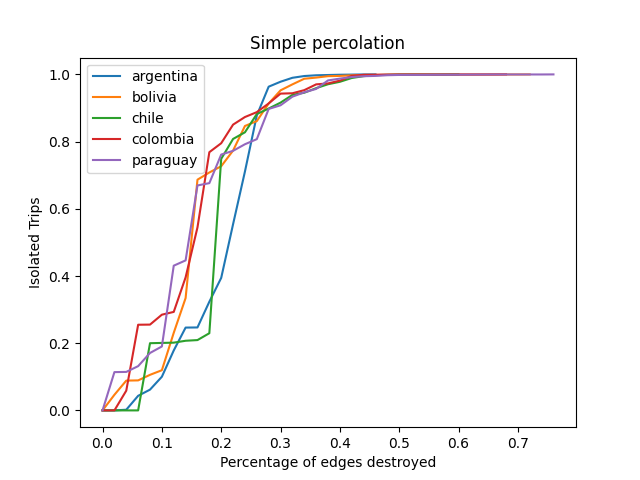 Simple percolation
argentina
bolivia
chile
colombia
paraguay
Isolated Trips
1.0
0.8
0.6
0.4
0.2
0.0
0.0 0.1 0.2 0.3 0.4 0.5 0.6 0.7
Percentage of edges destroyed